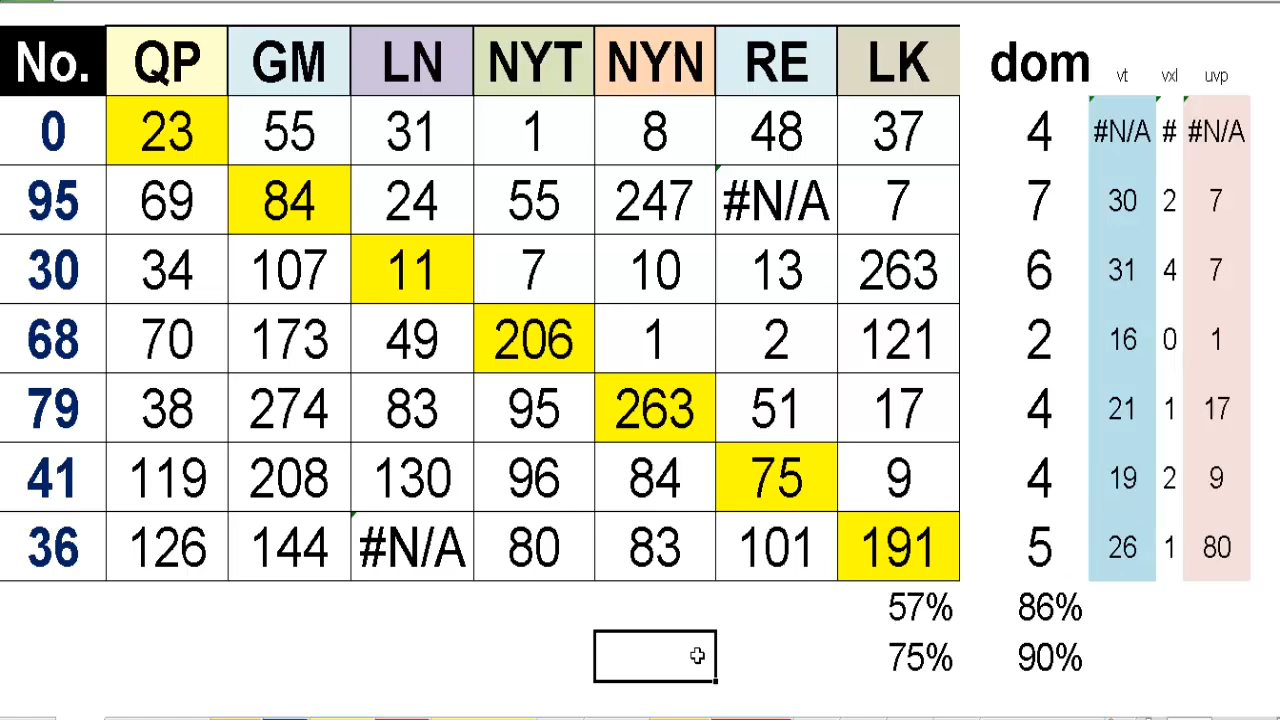 No. QP GM LN NYT NYN RE LK dom vt vxl uvp
0 23 55 31 1 8 48 37 4 #N/A # #N/A
95 69 84 24 55 247 #N/A 7 7 30 2 7
30 34 107 11 7 10 13 263 6 31 4 7
68 70 173 49 206 1 2 121 2 16 0 1
79 38 274 83 95 263 51 17 4 21 1 17
41 119 208 130 96 84 75 9 4 19 2 9
36 126 144 #N/A 80 83 101 191 5 26 1 80
57% 86%
75% 90%